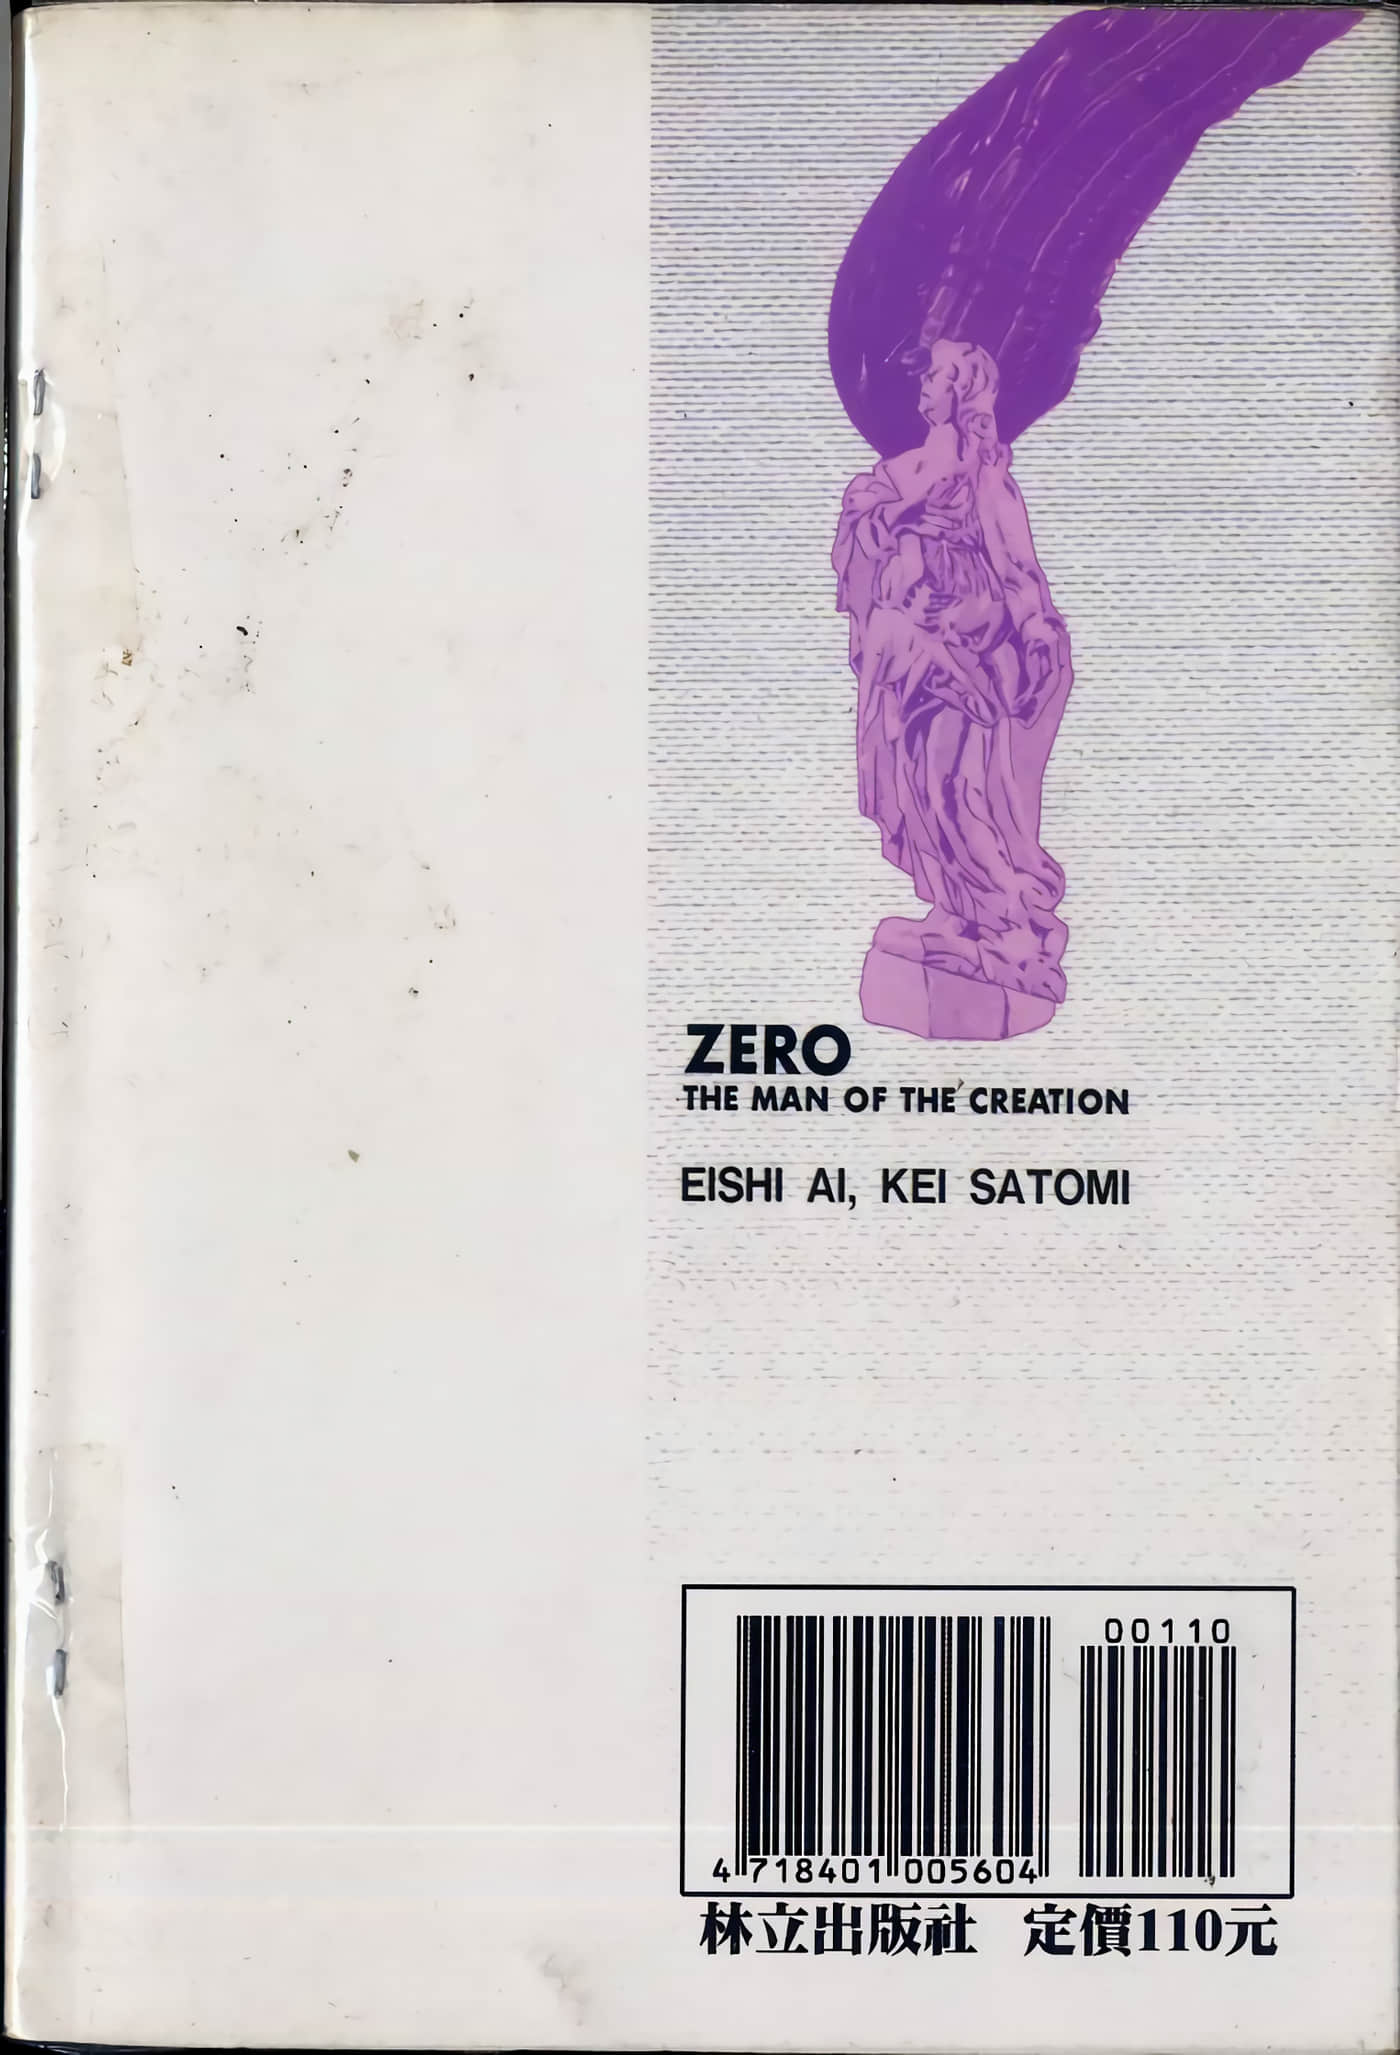 ZERO
THE MAN OF THE CREATION
EISHI AI, KEI SATOMI
00110
4 718401 005604
林立出版社 定價110元